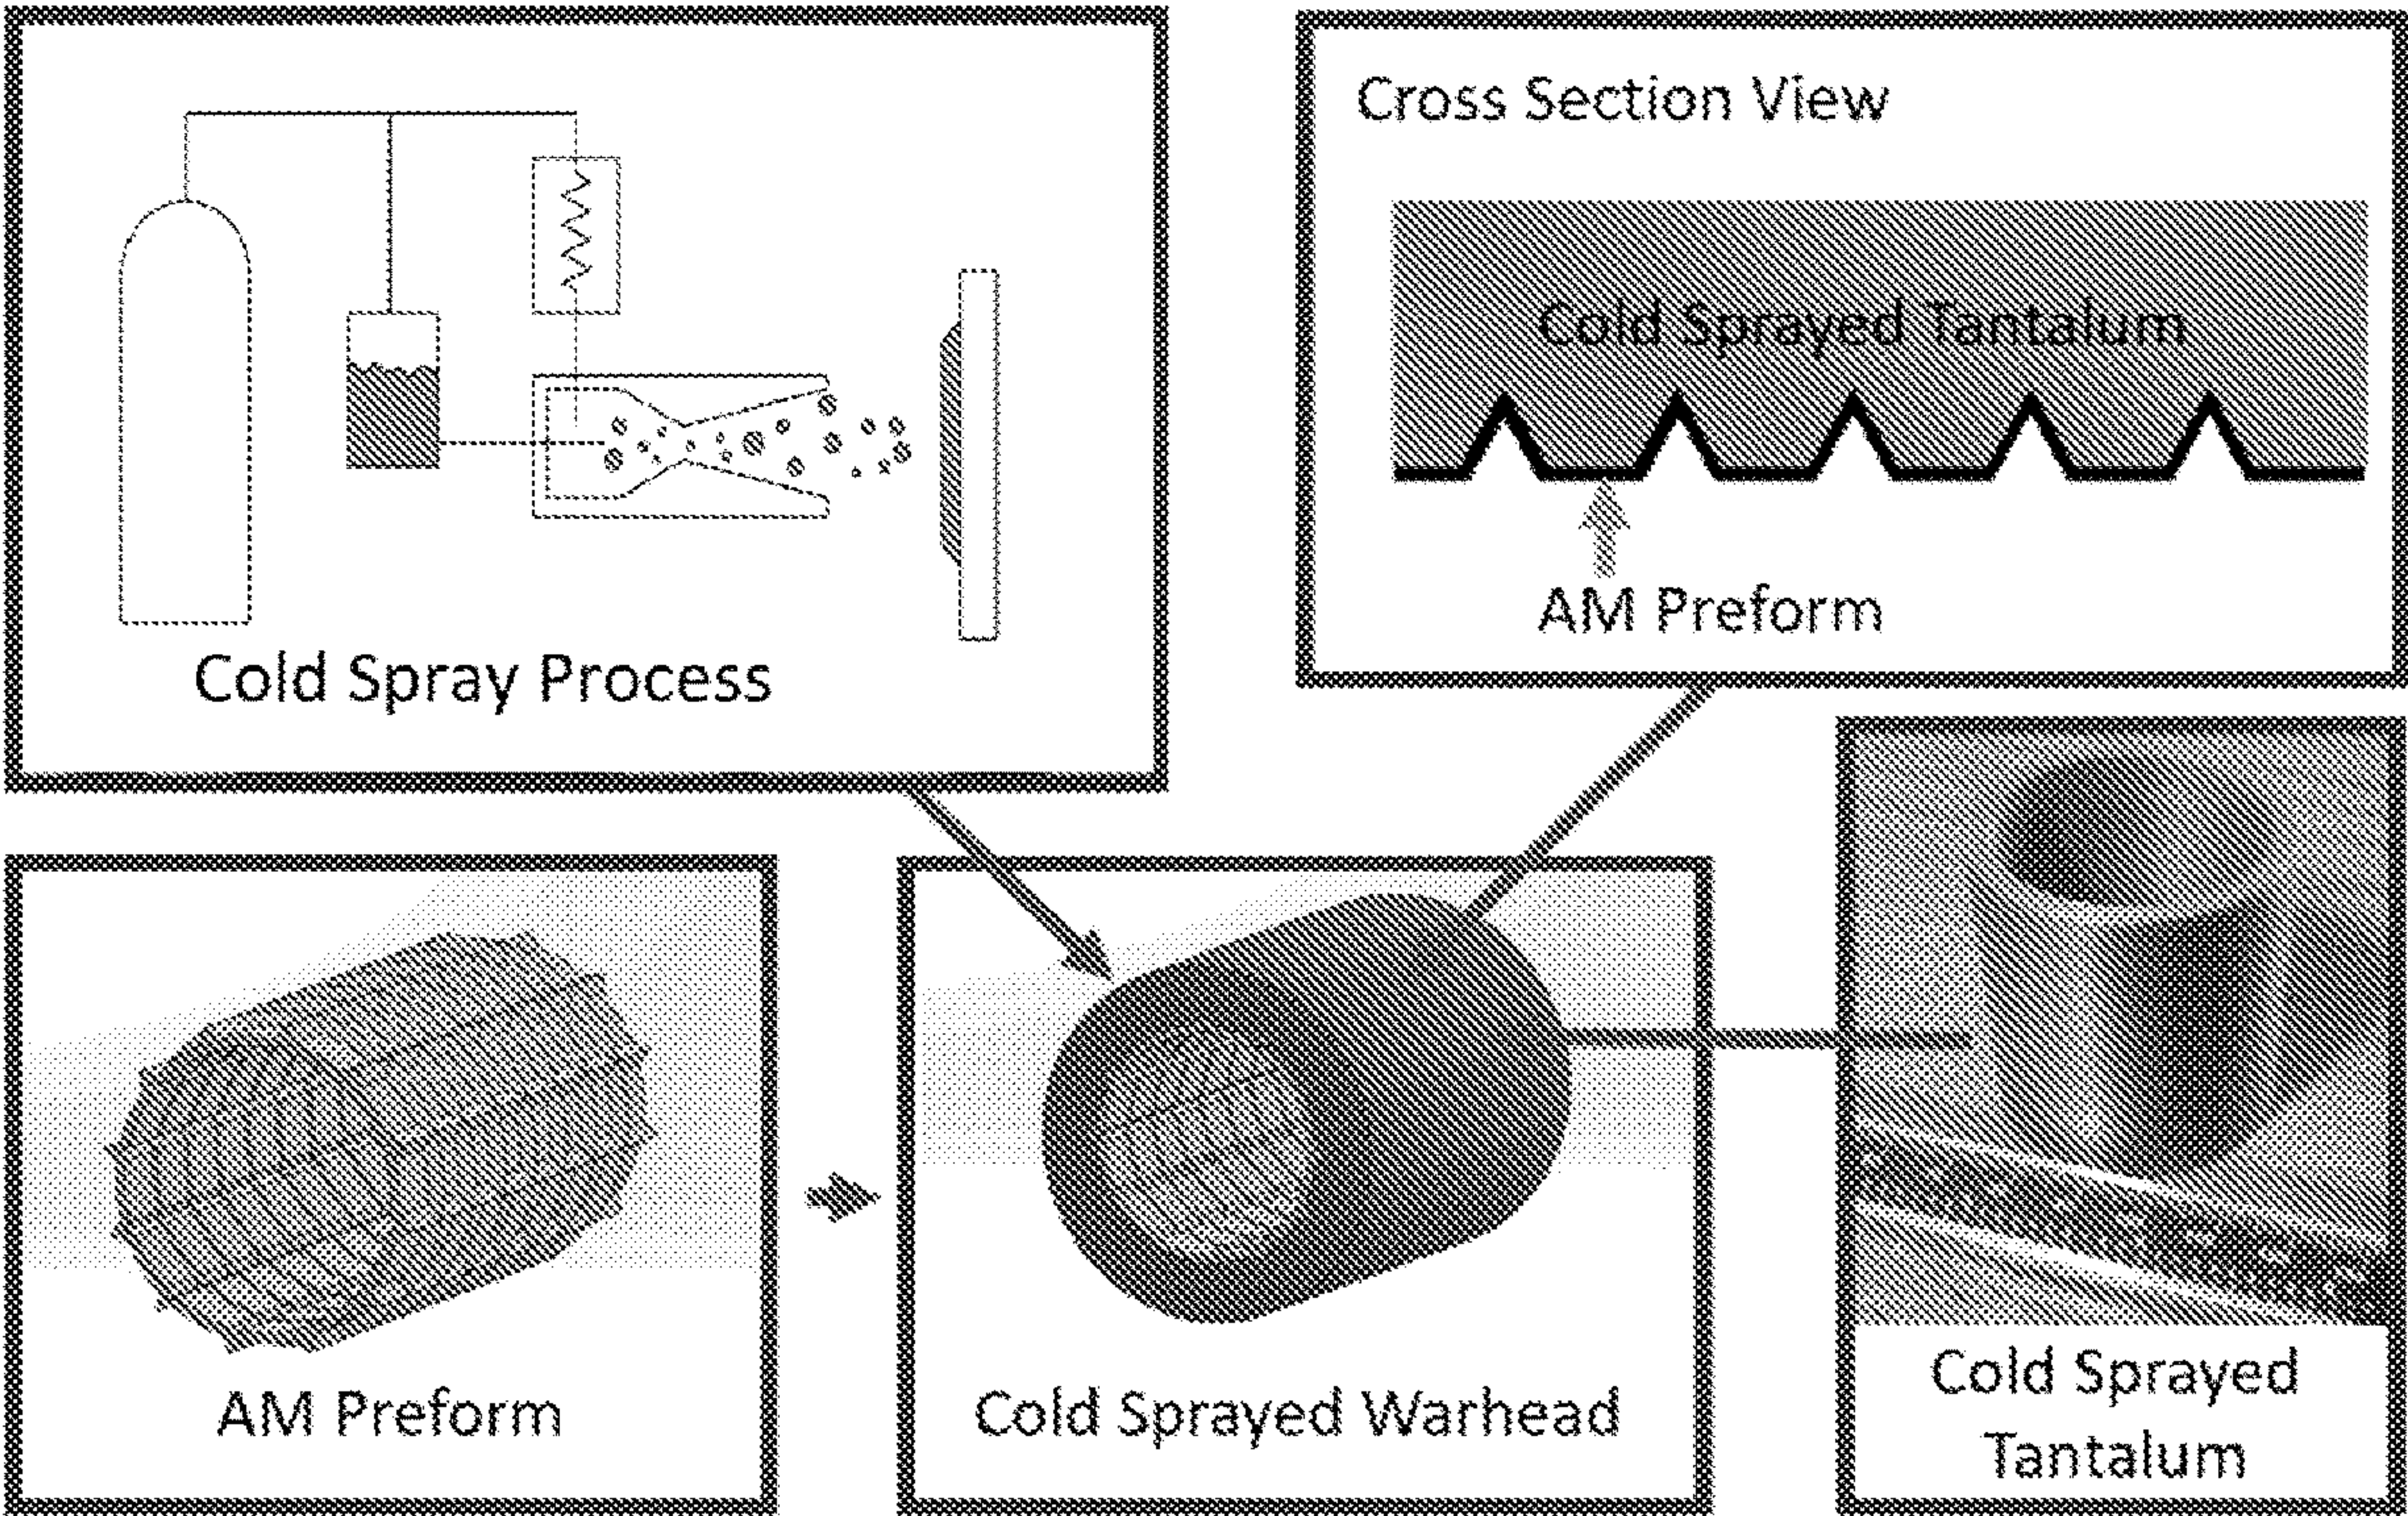 Cold Spray Process
Cross Section View
Cold Sprayed Tantalum
AM Preform
AM Preform
Cold Sprayed Warhead
Cold Sprayed
Tantalum